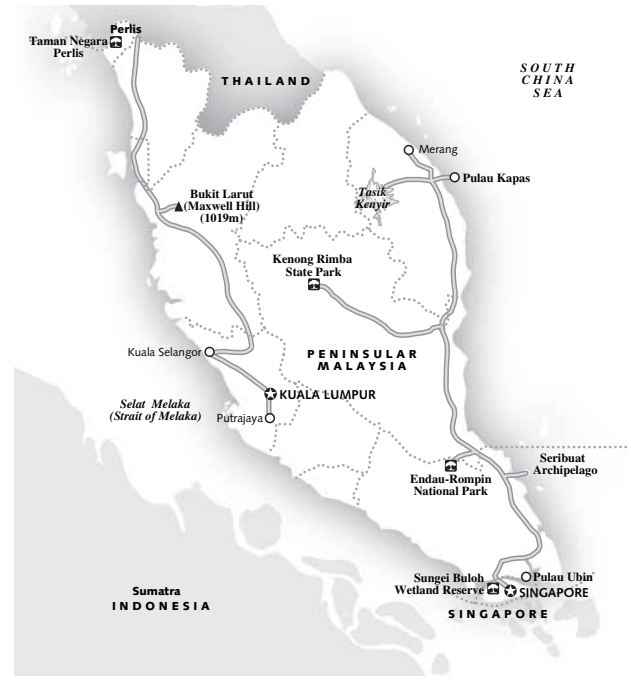 Perlis
Taman Negara
Perlis
THAILAND
SOUTH
CHINA
SEA
Merang
Pulau Kapas
Tasik
Kenyir
Bukit Larut
(Maxwell Hill)
(1019m)
Kenong Rimba
State Park
Kuala Selangor
PENINSULAR
MALAYSIA
KUALA LUMPUR
Selat Melaka
(Strait of Melaka)
Putrajaya
Seribuat
Archipelago
Endau-Rompin
National Park
Sungei Buloh
Wetland Reserve
Pulau Ubin
SINGAPORE
SINGAPORE
Sumatra
INDONESIA